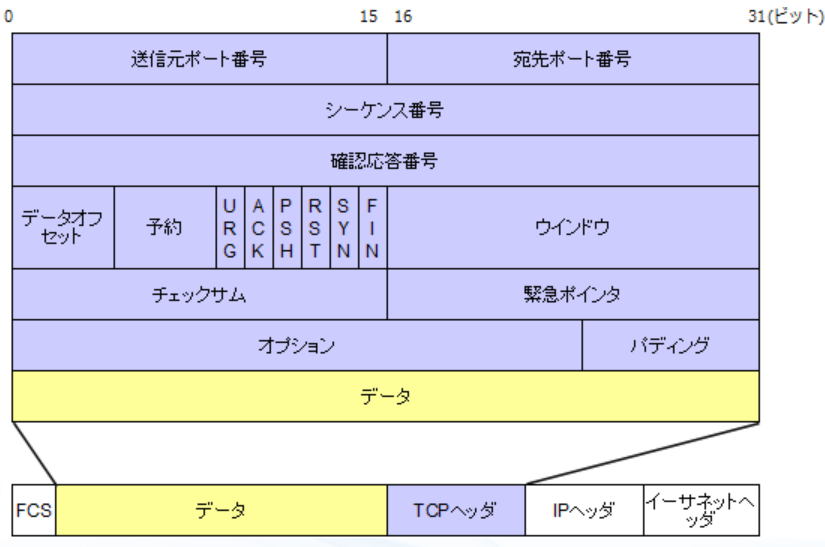 0 15 16 31(ビット)
送信元ポート番号 宛先ポート番号
シーケンス番号
確認応答番号
データオフ
セット
予約
URG
ACK
PSH
RST
SYN
FIN
ウインドウ
チェックサム 緊急ポインタ
オプション パディング
データ
FCS データ TCPヘッダ IPヘッダ
イーサネットヘ
ッダ